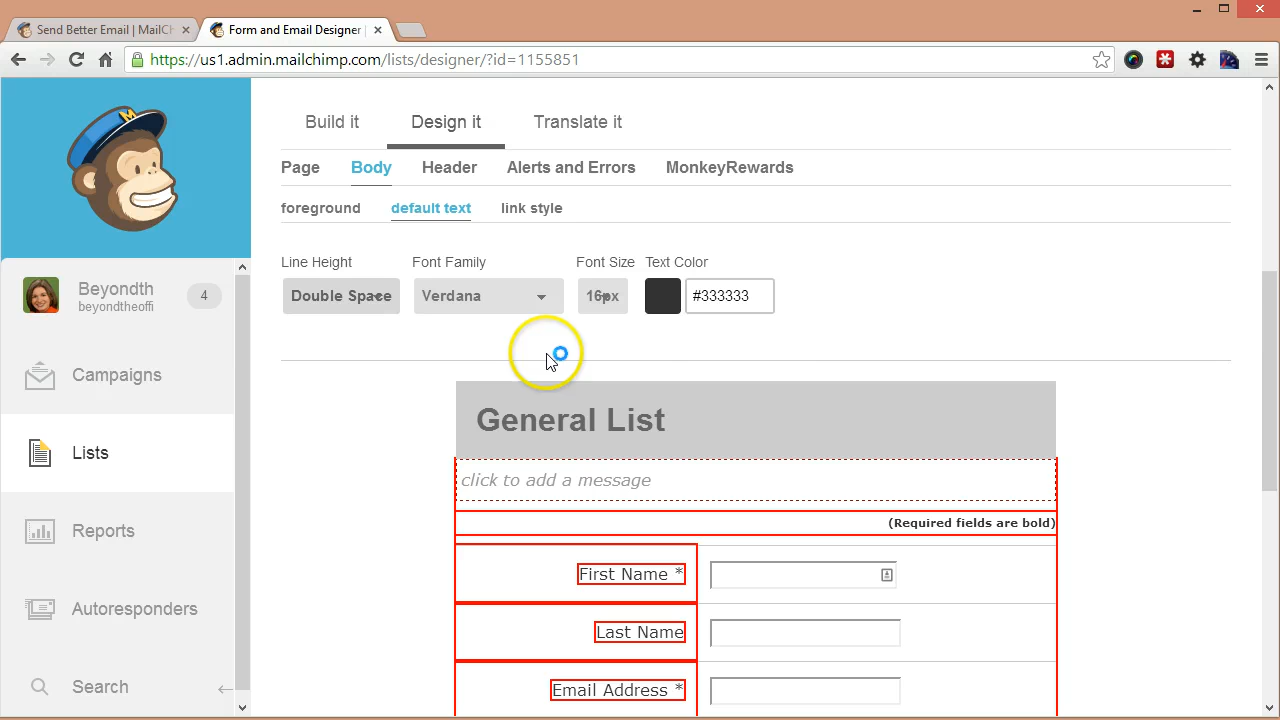 Send Better Email | MailCh
Form and Email Designer |
https://us1.admin.mailchimp.com/lists/designer/?id=1155851
Build it
Design it
Translate it
Page
Body
Header
Alerts and Errors
MonkeyRewards
foreground
default text
link style
Line Height
Font Family
Font Size
Text Color
Double Space
Verdana
16px
#333333
Beyondth
beyondtheoffi
4
Campaigns
Lists
Reports
Autoresponders
Search
General List
click to add a message
(Required fields are bold)
First Name *
Last Name
Email Address *